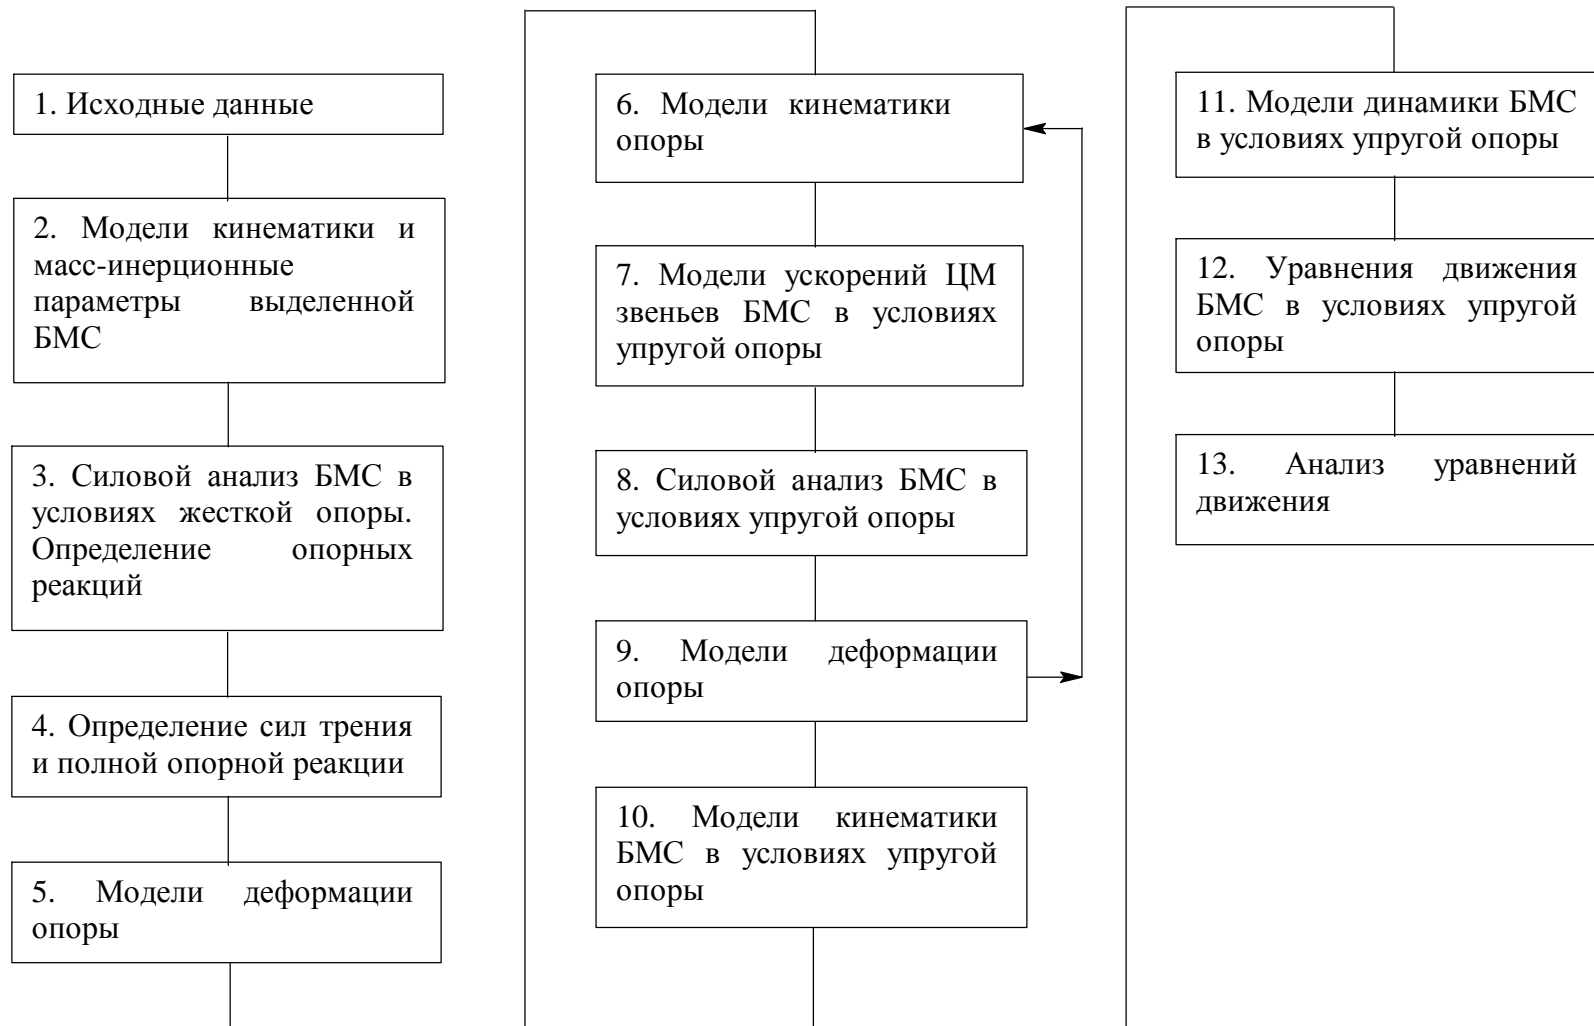 1. Исходные данные
2. Модели кинематики и
масс-инерционные
параметры выделенной
БМС
3. Силовой анализ БМС в
условиях жесткой опоры.
Определение опорных
реакций
4. Определение сил трения
и полной опорной реакции
5. Модели деформации
опоры
6. Модели кинематики
опоры
7. Модели ускорений ЦМ
звеньев БМС в условиях
упругой опоры
8. Силовой анализ БМС в
условиях упругой опоры
9. Модели деформации
опоры
10. Модели кинематики
БМС в условиях упругой
опоры
11. Модели динамики БМС
в условиях упругой опоры
12. Уравнения движения
БМС в условиях упругой
опоры
13. Анализ уравнений
движения